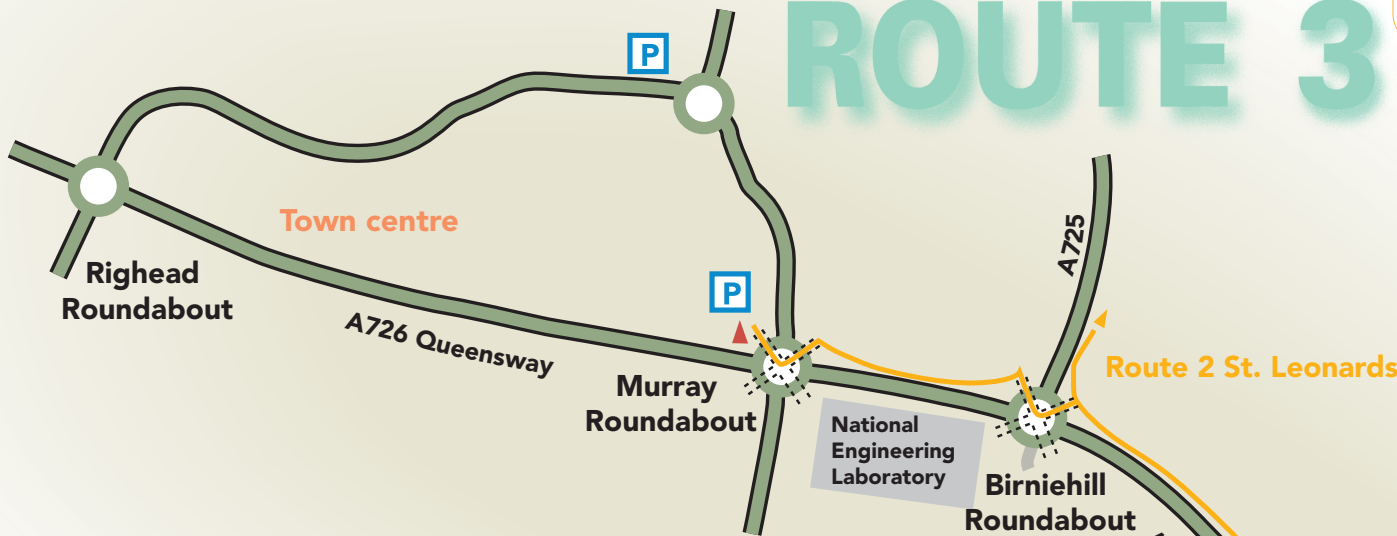 ROUTE 3
P
Town centre
A725
Righead
Roundabout
P
A726 Queensway
Route 2 St. Leonards
Murray
Roundabout
National
Engineering
Laboratory
Birniehill
Roundabout